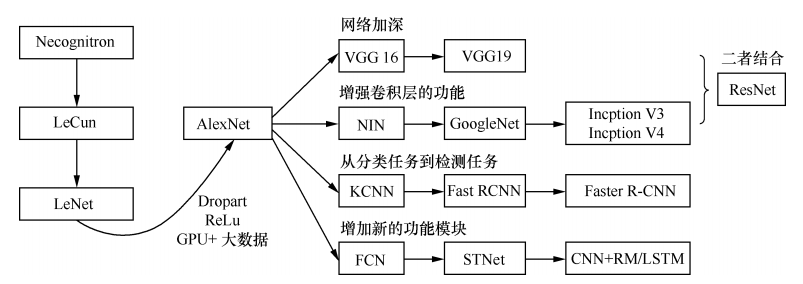 Necognitron
LeCun
LeNet
Dropart
ReLu
GPU+ 大数据
AlexNet
网络加深
VGG 16
VGG19
增强卷积层的功能
NIN
GoogleNet
Incption V3
Incption V4
二者结合
ResNet
从分类任务到检测任务
KCNN
Fast RCNN
Faster R-CNN
增加新的功能模块
FCN
STNet
CNN+RM/LSTM